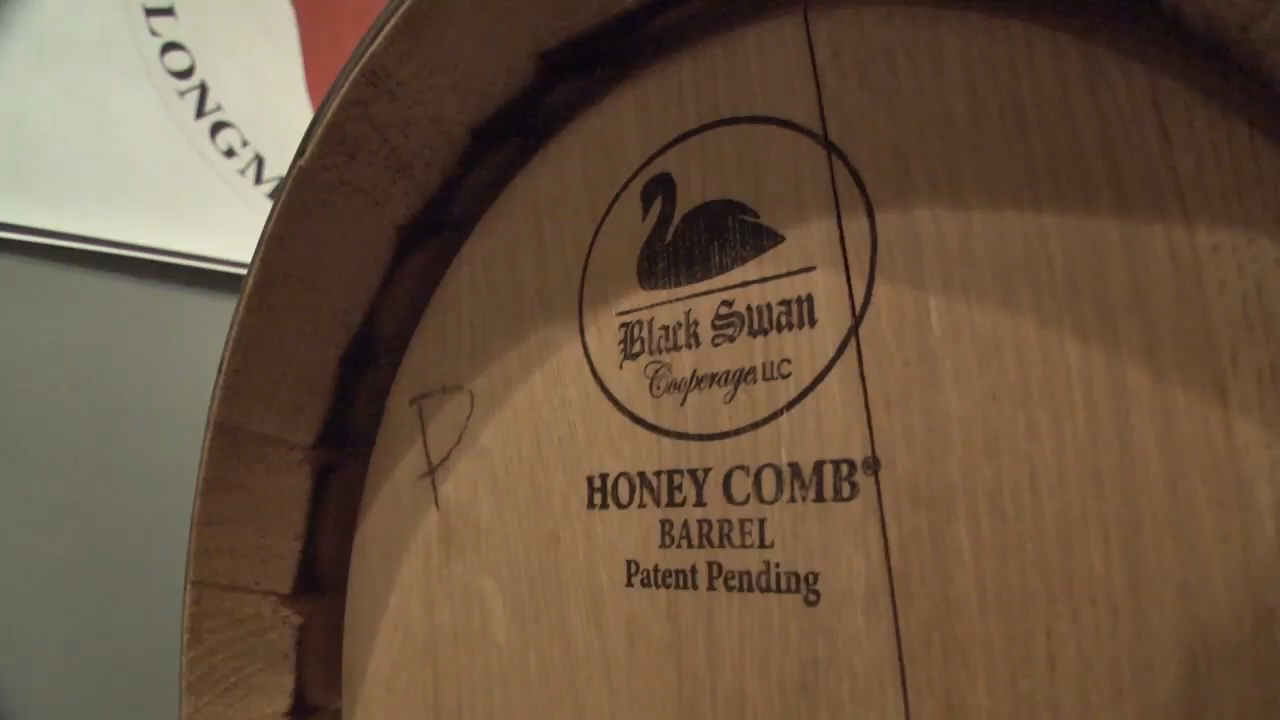 LONGM
Black Swan
Cooperage, LLC
P
HONEY COMB®
BARREL
Patent Pending